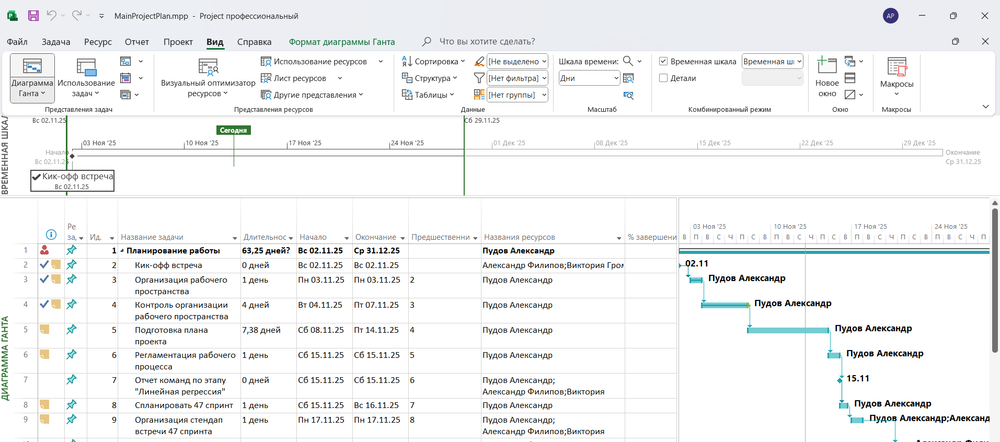 MainProjectPlan.mpp - Project профессиональный
AP
Файл Задача Ресурс Отчет Проект Вид Справка Формат диаграммы Ганта Что вы хотите сделать?
Диаграмма Ганта
Использование задач
Представления задач
Визуальный оптимизатор ресурсов
Использование ресурсов
Лист ресурсов
Другие представления
Представления ресурсов
Сортировка
Структура
Таблицы
[Не выделено
[Нет фильтра]
[Нет группы]
Данные
Шкала времени:
Дни
Масштаб
Временная шкала
Временная
Детали
Комбинированный режим
Новое окно
Окно
Макросы
Макросы
ВРЕМЕННАЯ
Вс 02.11.25
Сб 29.11.25
Сегодня
03 Ноя '25 10 Ноя '25 17 Ноя '25 24 Ноя '25 01 Дек '25 08 Дек '25 15 Дек '25 22 Дек '25 29 Дек '25
Начало
Вс 02.11.25
Окончание
Ср 31.12.25
Кик-офф встреча
Вс 02.11.25
ДИАГРАММА ГАНТА
Ид. Название задачи Начало Окончание Названия ресурсов %
1 1 Планирование работы 63,25 дней? Вс 02.11.25 Ср 31.12.25 Пудов Александр
2 2 Кик-офф встреча 0 дней Вс 02.11.25 Вс 02.11.25 Александр Филипов;Виктория
3 3 Организация рабочего 1 день Пн 03.11.25 Пн 03.11.25 2 Пудов Александр
пространства
4 4 Контроль организации 4 дней Вт 04.11.25 Пт 07.11.25 3 Пудов Александр
рабочего пространства
5 5 Подготовка плана 7,38 дней Сб 08.11.25 Пт 14.11.25 4 Пудов Александр
проекта
6 6 Регламентация рабочего 1 день Сб 15.11.25 Сб 15.11.25 5 Пудов Александр
процесса
7 7 Отчет команд по этапу 0 дней Сб 15.11.25 Сб 15.11.25 6 Пудов Александр;
"Линейная регрессия" Александр Филипов;Виктория
8 8 Спланировать 47 спринт 1 день Сб 15.11.25 Вс 16.11.25 7 Пудов Александр
9 9 Организация стендап 1 день Пн 17.11.25 Пн 17.11.25 8 Пудов Александр;
встречи 47 спринта Александр Филипов;Виктория
03 Ноя '25 10 Ноя '25 17 Ноя '25 24 Ноя '25
В П В С Ч П С В П В С Ч П С В П В С Ч П С В П В С Ч П
02.11
Пудов Александр
Пудов Александр
Пудов Александр
Пудов Александр
15.11
Пудов Александр
Пудов Александр;